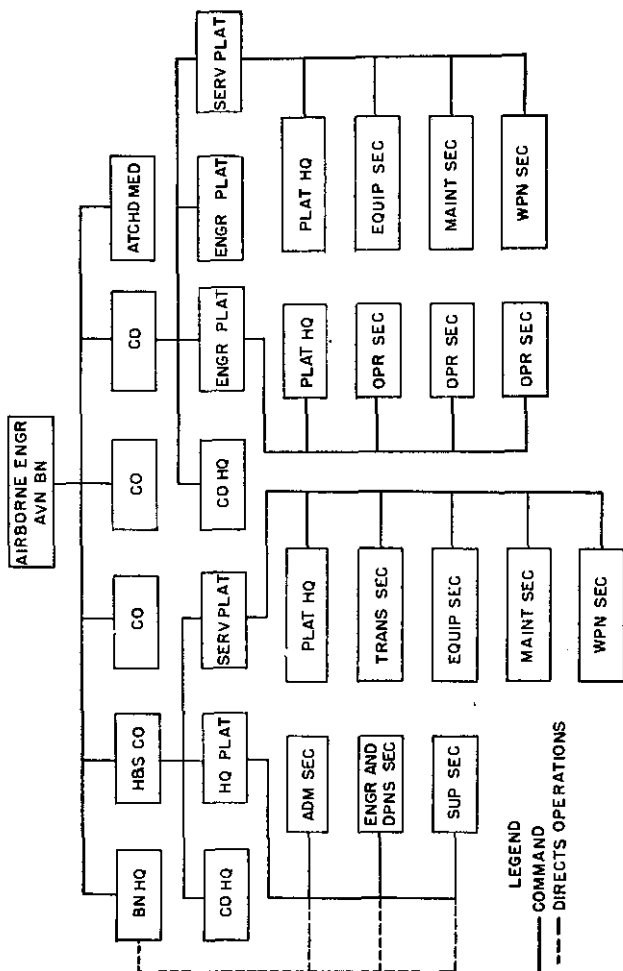 AIRBORNE ENGR
AVN BN
BN HQ
H&S CO
CO
CO
CO
ATCHD MED
CO HQ
HQ PLAT
SERV PLAT
CO HQ
ENGR PLAT
ENGR PLAT
SERV PLAT
ADM SEC
ENGR AND
OPNS SEC
SUP SEC
PLAT HQ
TRANS SEC
EQUIP SEC
MAINT SEC
WPN SEC
PLAT HQ
OPR SEC
OPR SEC
OPR SEC
PLAT HQ
EQUIP SEC
MAINT SEC
WPN SEC
LEGEND
COMMAND
DIRECTS OPERATIONS